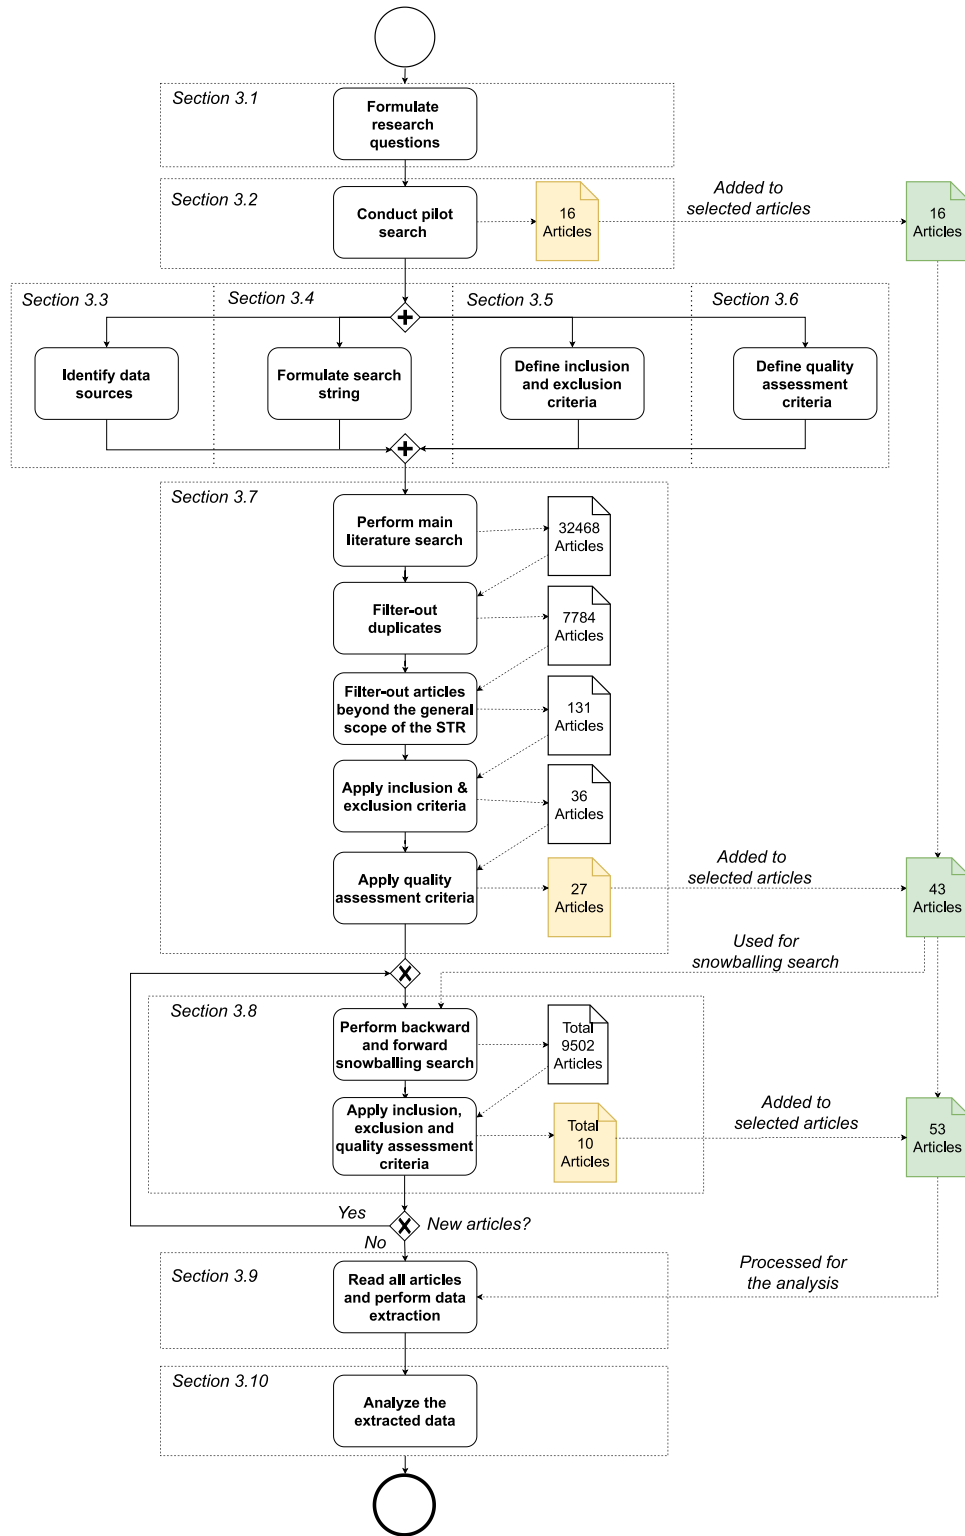 Section 3.1
Formulate
research
questions
Section 3.2
Conduct pilot
search
16
Articles
Added to
selected articles
16
Articles
Section 3.3
Section 3.4
Section 3.5
Section 3.6
Identify data
sources
Formulate search
string
Define inclusion
and exclusion
criteria
Define quality
assessment
criteria
Section 3.7
Perform main
literature search
32468
Articles
Filter-out
duplicates
7784
Articles
Filter-out articles
beyond the general
scope of the STR
131
Articles
Apply inclusion &
exclusion criteria
36
Articles
Apply quality
assessment criteria
27
Articles
Added to
selected articles
43
Articles
Used for
snowballing search
Section 3.8
Perform backward
and forward
snowballing search
Total
9502
Articles
Apply inclusion,
exclusion and
quality assessment
criteria
Total
10
Articles
Added to
selected articles
53
Articles
Yes
New articles?
No
Section 3.9
Read all articles
and perform data
extraction
Processed for
the analysis
Section 3.10
Analyze the
extracted data